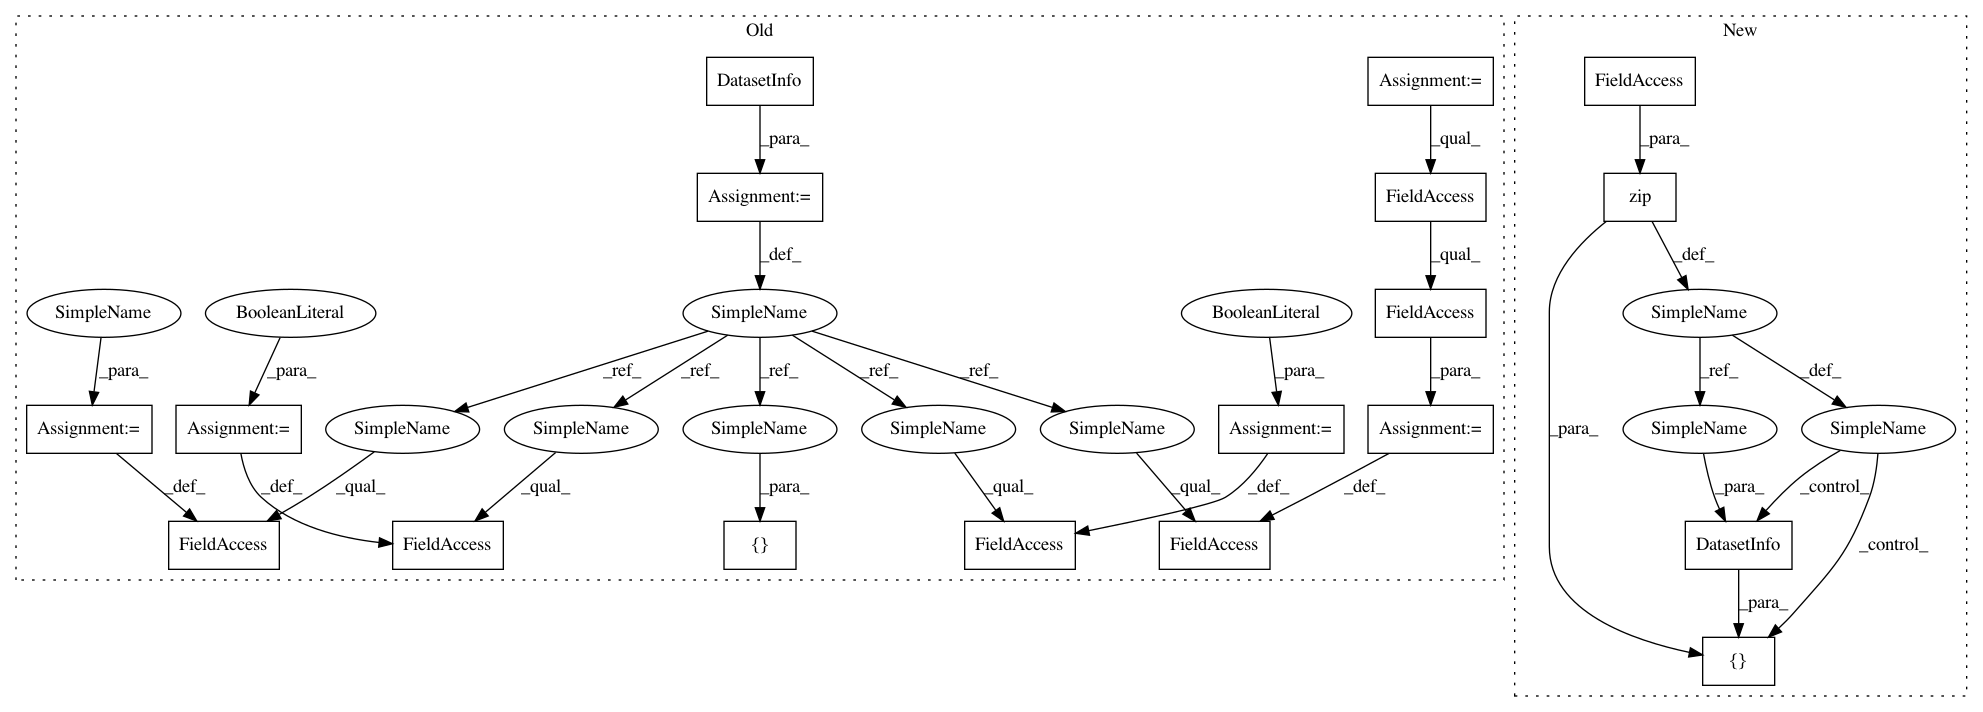 Old
New
DatasetInfo
Assignment:=
FieldAccess
_para_
_qual_
_para_
Assignment:=
FieldAccess
zip
_def_
_qual_
_def_
SimpleName
BooleanLiteral
SimpleName
BooleanLiteral
FieldAccess
SimpleName
_para_
_para_
_ref_
_ref_
_ref_
_ref_
_ref_
_para_
_para_
_ref_
_def_
Assignment:=
Assignment:=
SimpleName
SimpleName
SimpleName
SimpleName
SimpleName
Assignment:=
Assignment:=
SimpleName
SimpleName
_para_
_def_
_def_
_qual_
_qual_
_para_
_qual_
_qual_
_def_
_def_
_para_
_control_
FieldAccess
FieldAccess
{}
FieldAccess
FieldAccess
DatasetInfo
_control_
_para_
{}